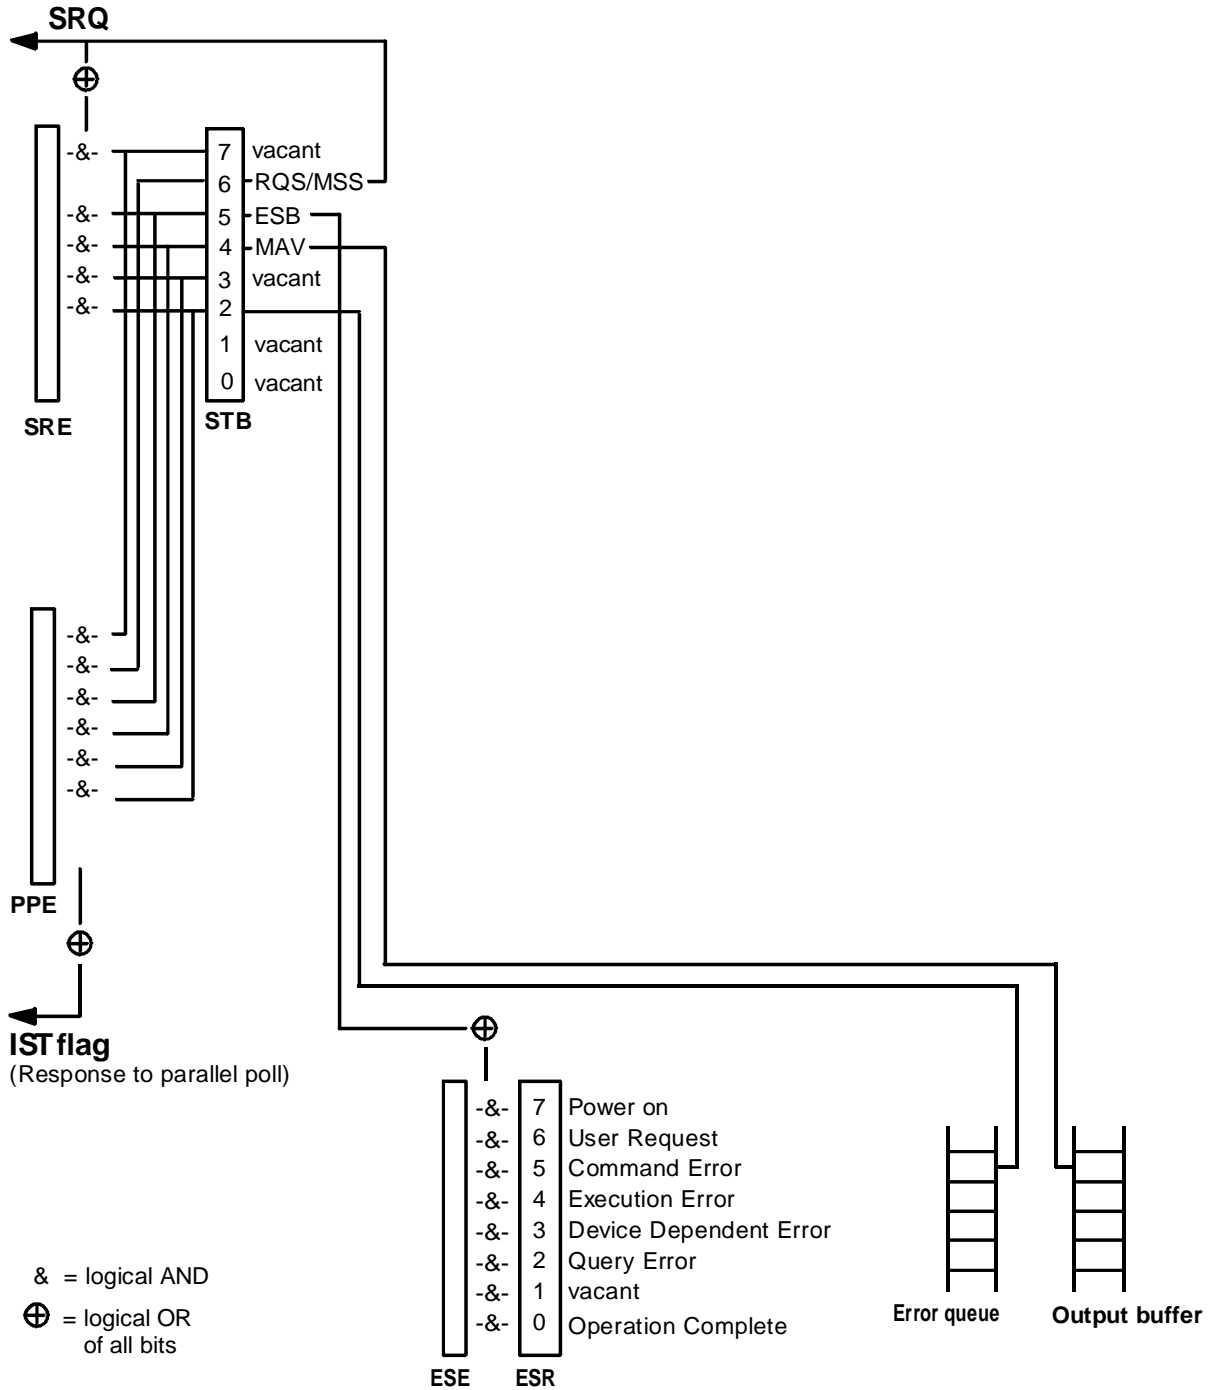 SRQ
-&- 7 vacant
6 RQS/MSS
-&- 5 ESB
-&- 4 MAV
-&- 3 vacant
-&- 2
1 vacant
0 vacant
SRE
STB
-&-
-&-
-&-
-&-
-&-
-&-
PPE
IST flag
(Response to parallel poll)
-&- 7 Power on
-&- 6 User Request
-&- 5 Command Error
-&- 4 Execution Error
-&- 3 Device Dependent Error
-&- 2 Query Error
-&- 1 vacant
-&- 0 Operation Complete
ESE
ESR
Error queue
Output buffer
& = logical AND
⊕ = logical OR
of all bits